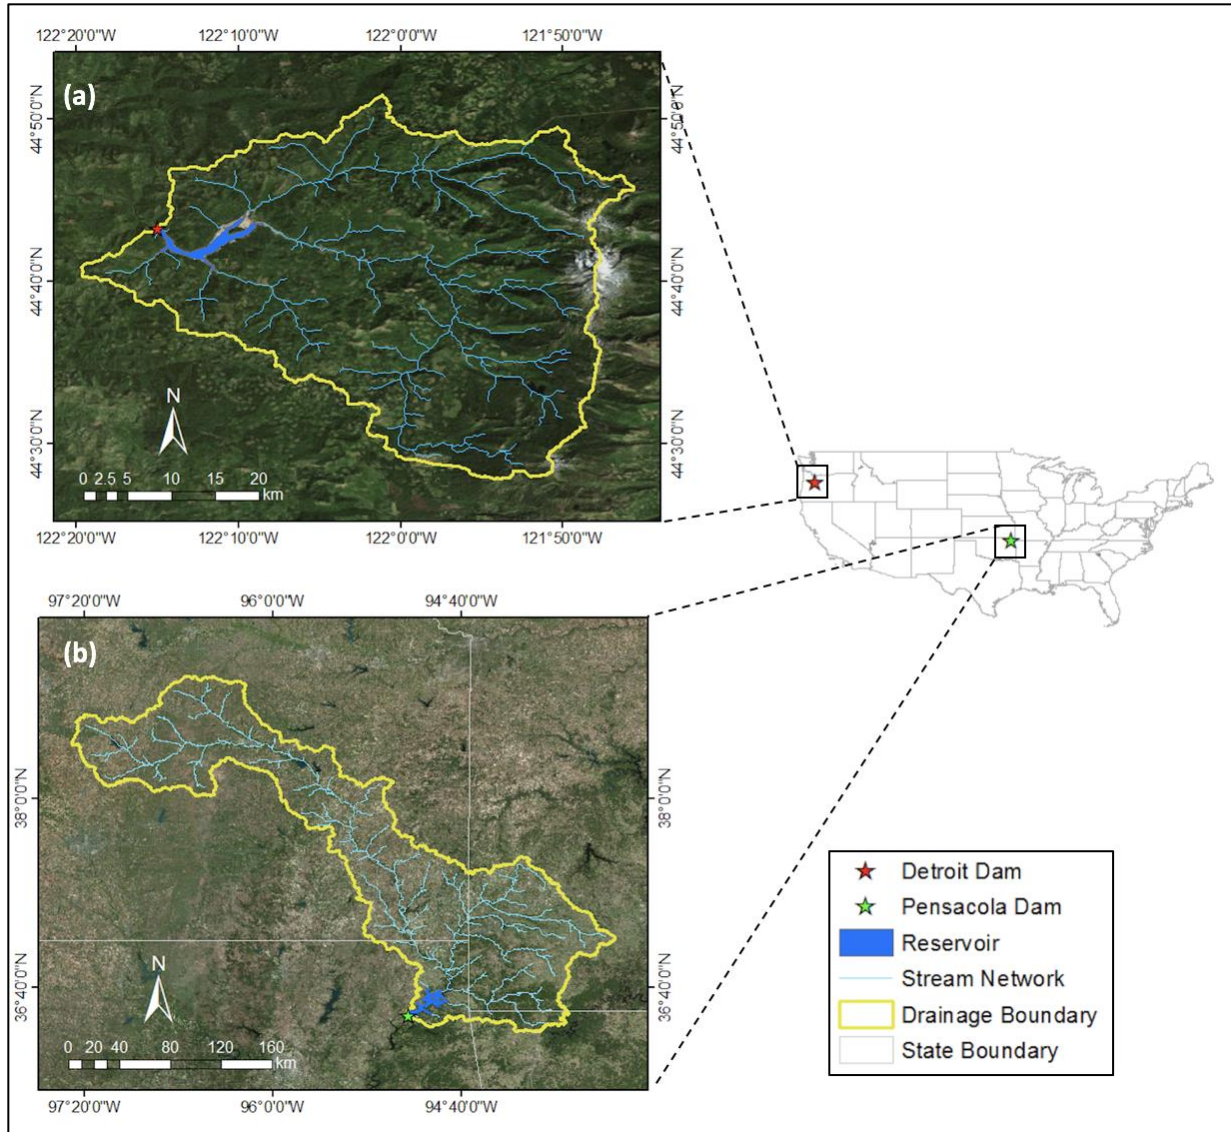 122°20'0"W 122°10'0"W 122°0'0"W 121°50'0"W
(a)
44°50'0"N
44°40'0"N
44°30'0"N
44°50'0"N
44°40'0"N
44°30'0"N
N
0 2.5 5 10 15 20
km
122°20'0"W 122°10'0"W 122°0'0"W 121°50'0"W
97°20'0"W 96°0'0"W 94°40'0"W
(b)
38°0'0"N
36°40'0"N
38°0'0"N
36°40'0"N
N
0 20 40 80 120 160
km
97°20'0"W 96°0'0"W 94°40'0"W
Detroit Dam
Pensacola Dam
Reservoir
Stream Network
Drainage Boundary
State Boundary